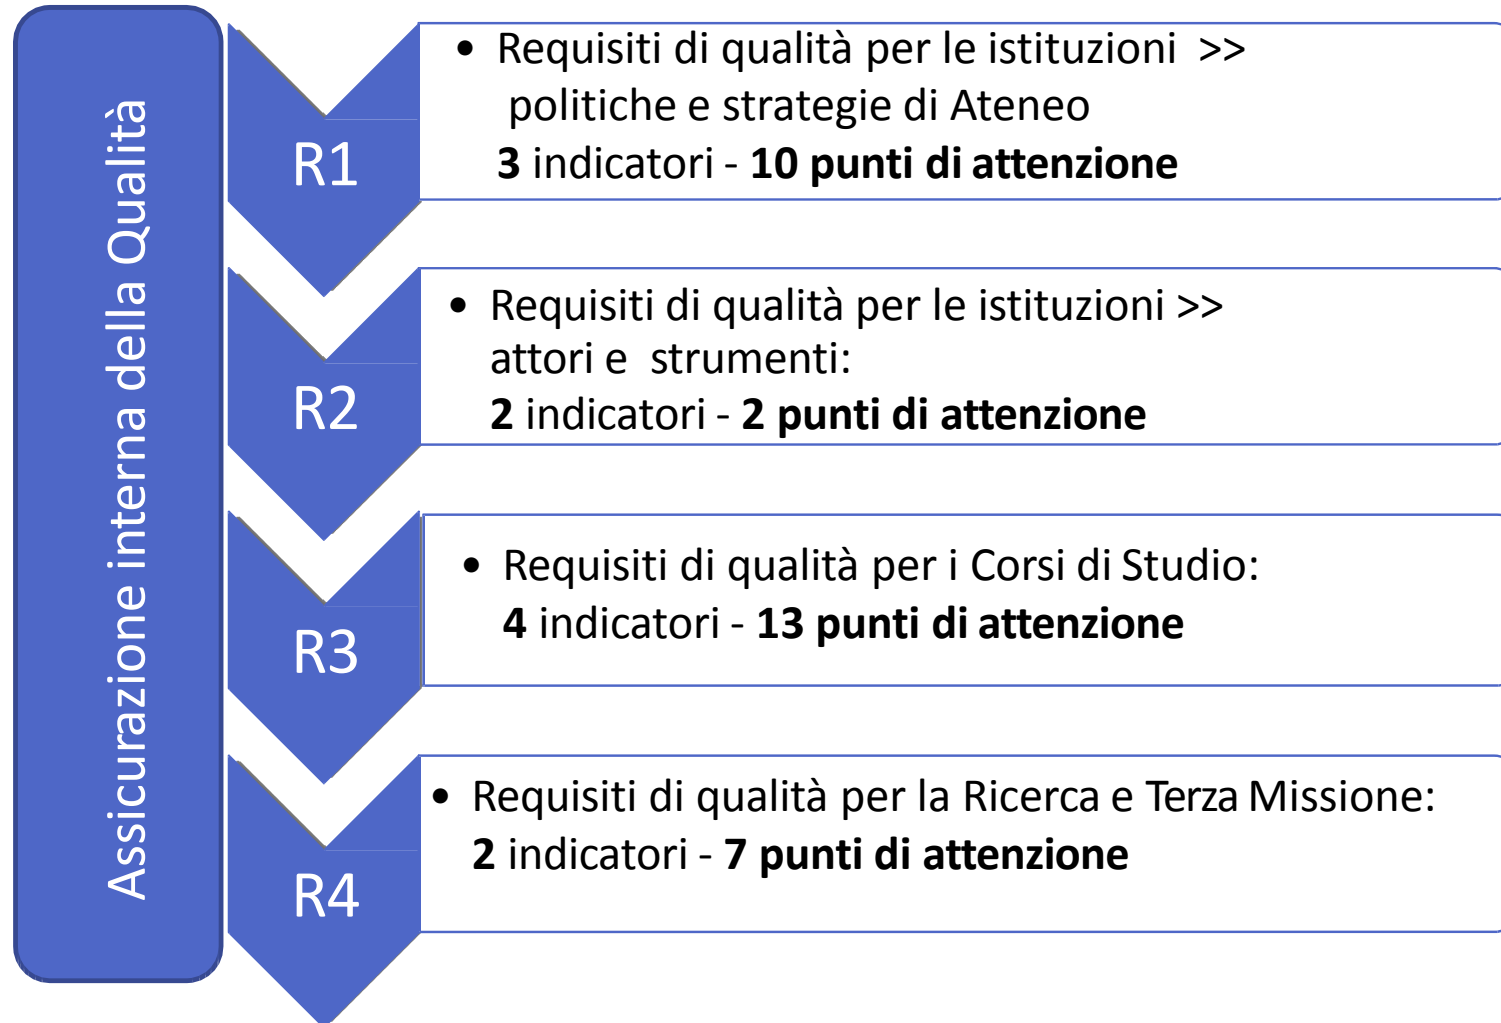 Assicurazione interna della Qualità
R1
• Requisiti di qualità per le istituzioni >>
politiche e strategie di Ateneo
3 indicatori - 10 punti di attenzione
R2
• Requisiti di qualità per le istituzioni >>
attori e strumenti:
2 indicatori - 2 punti di attenzione
R3
• Requisiti di qualità per i Corsi di Studio:
4 indicatori - 13 punti di attenzione
R4
• Requisiti di qualità per la Ricerca e Terza Missione:
2 indicatori - 7 punti di attenzione